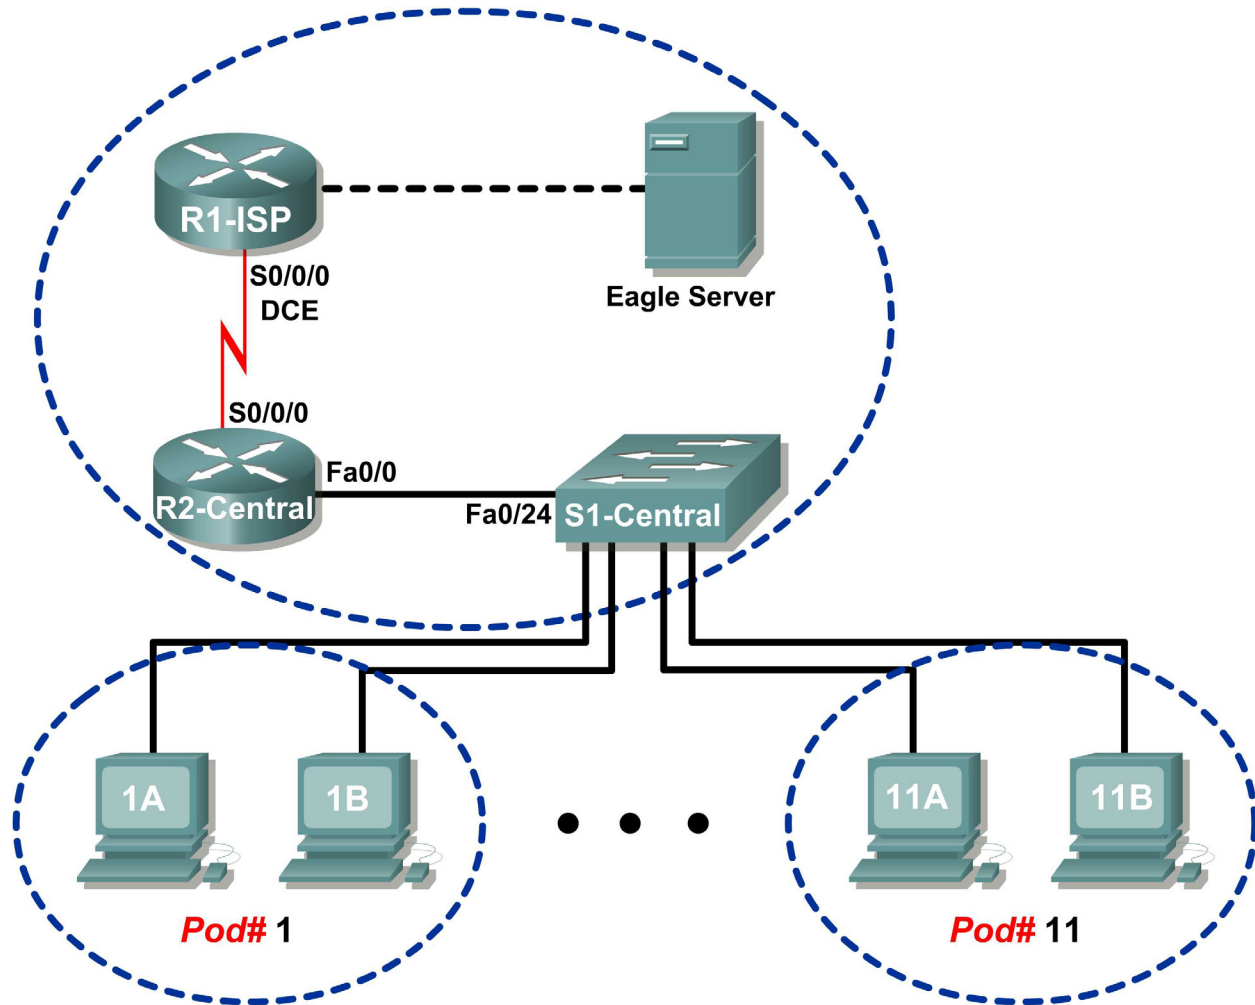 R1-ISP
S0/0/0
DCE
Eagle Server
S0/0/0
R2-Central
Fa0/0
Fa0/24
S1-Central
1A
1B
11A
11B
Pod# 1
Pod# 11